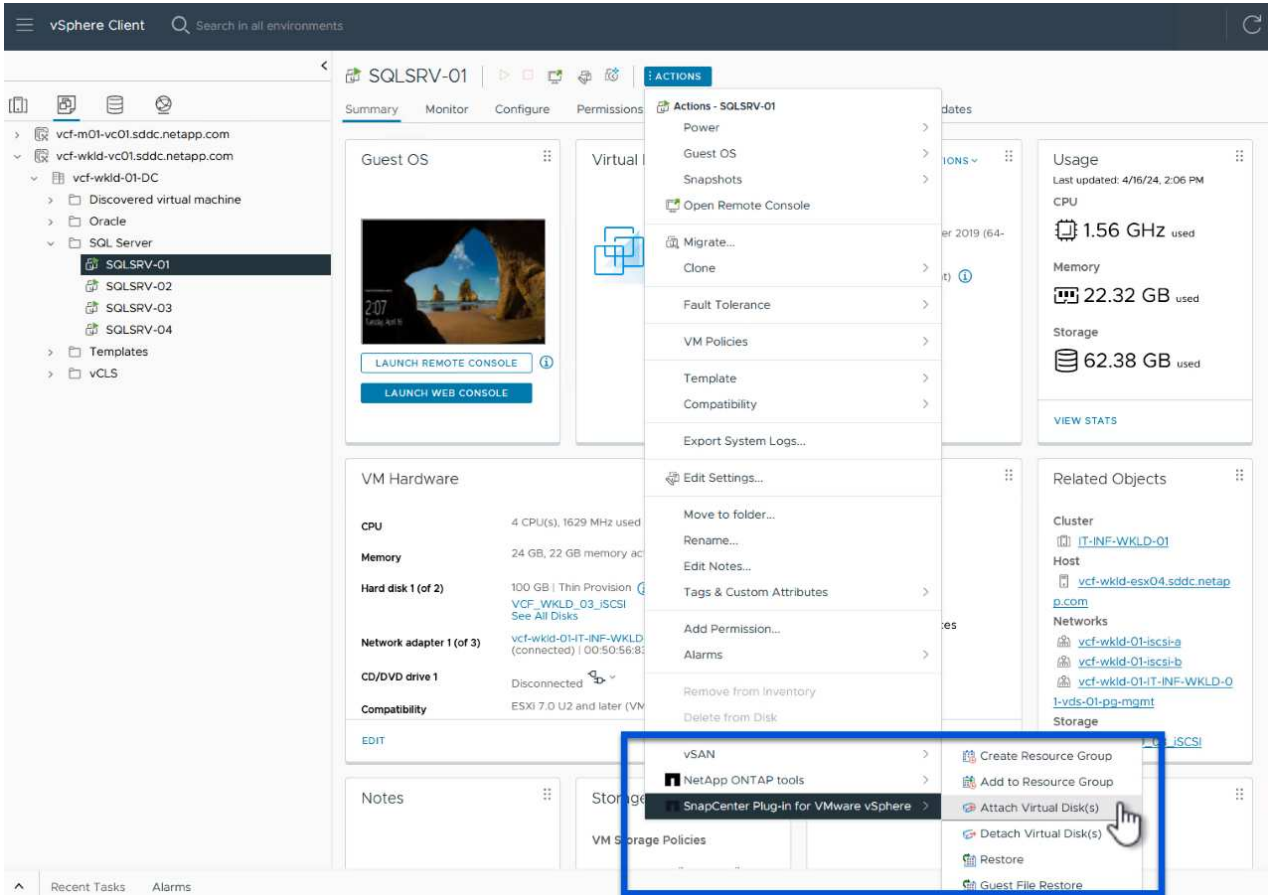 vSphere Client
Search in all environments
SQLSRV-01
ACTIONS
Summary
Monitor
Configure
Permissions
dates
vcf-m01-vc01.sddc.netapp.com
vcf-wkld-vc01.sddc.netapp.com
vcf-wkld-01-DC
Discovered virtual machine
Oracle
SQL Server
SQLSRV-01
SQLSRV-02
SQLSRV-03
SQLSRV-04
Templates
vCLS
Guest OS
2:07
Tuesday, April 16
LAUNCH REMOTE CONSOLE
LAUNCH WEB CONSOLE
Virtual
IONS
er 2019 (64-
t)
Actions - SQLSRV-01
Power
Guest OS
Snapshots
Open Remote Console
Migrate...
Clone
Fault Tolerance
VM Policies
Template
Compatibility
Export System Logs...
Edit Settings...
Move to folder...
Rename...
Edit Notes...
Tags & Custom Attributes
Add Permission...
Alarms
Remove from Inventory
Delete from Disk
vSAN
NetApp ONTAP tools
SnapCenter Plug-in for VMware vSphere
Create Resource Group
Add to Resource Group
Attach Virtual Disk(s)
Detach Virtual Disk(s)
Restore
Guest File Restore
Usage
Last updated: 4/16/24, 2:06 PM
CPU
1.56 GHz used
Memory
22.32 GB used
Storage
62.38 GB used
VIEW STATS
VM Hardware
CPU
4 CPU(s), 1629 MHz used
Memory
24 GB, 22 GB memory ac
Hard disk 1 (of 2)
100 GB | Thin Provision
VCF_WKLD_03_iSCSI
See All Disks
Network adapter 1 (of 3)
vcf-wkld-01-IT-INF-WKLD-
(connected) | 00:50:56:8
CD/DVD drive 1
Disconnected
Compatibility
ESXi 7.0 U2 and later (VM
EDIT
es
Related Objects
Cluster
IT-INF-WKLD-01
Host
vcf-wkld-esx04.sddc.netap
p.com
Networks
vcf-wkld-01-iscsi-a
vcf-wkld-01-iscsi-b
vcf-wkld-01-IT-INF-WKLD-0
1-vds-01-pg-mgmt
Storage
iSCSI
Notes
Storage
VM Storage Policies
Recent Tasks
Alarms